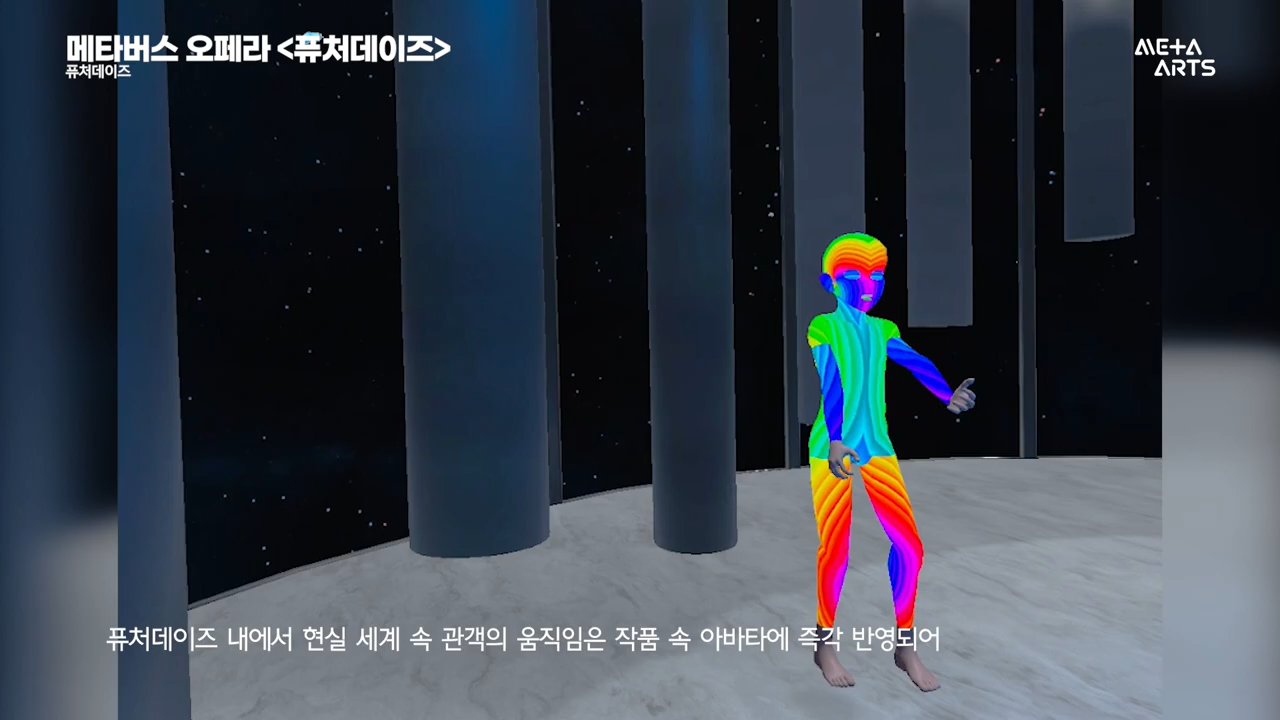 메타버스 오페라 <퓨처데이즈>
퓨처데이즈
META
ARTS
퓨처데이즈 내에서 현실 세계 속 관객의 움직임은 작품 속 아바타에 즉각 반영되어